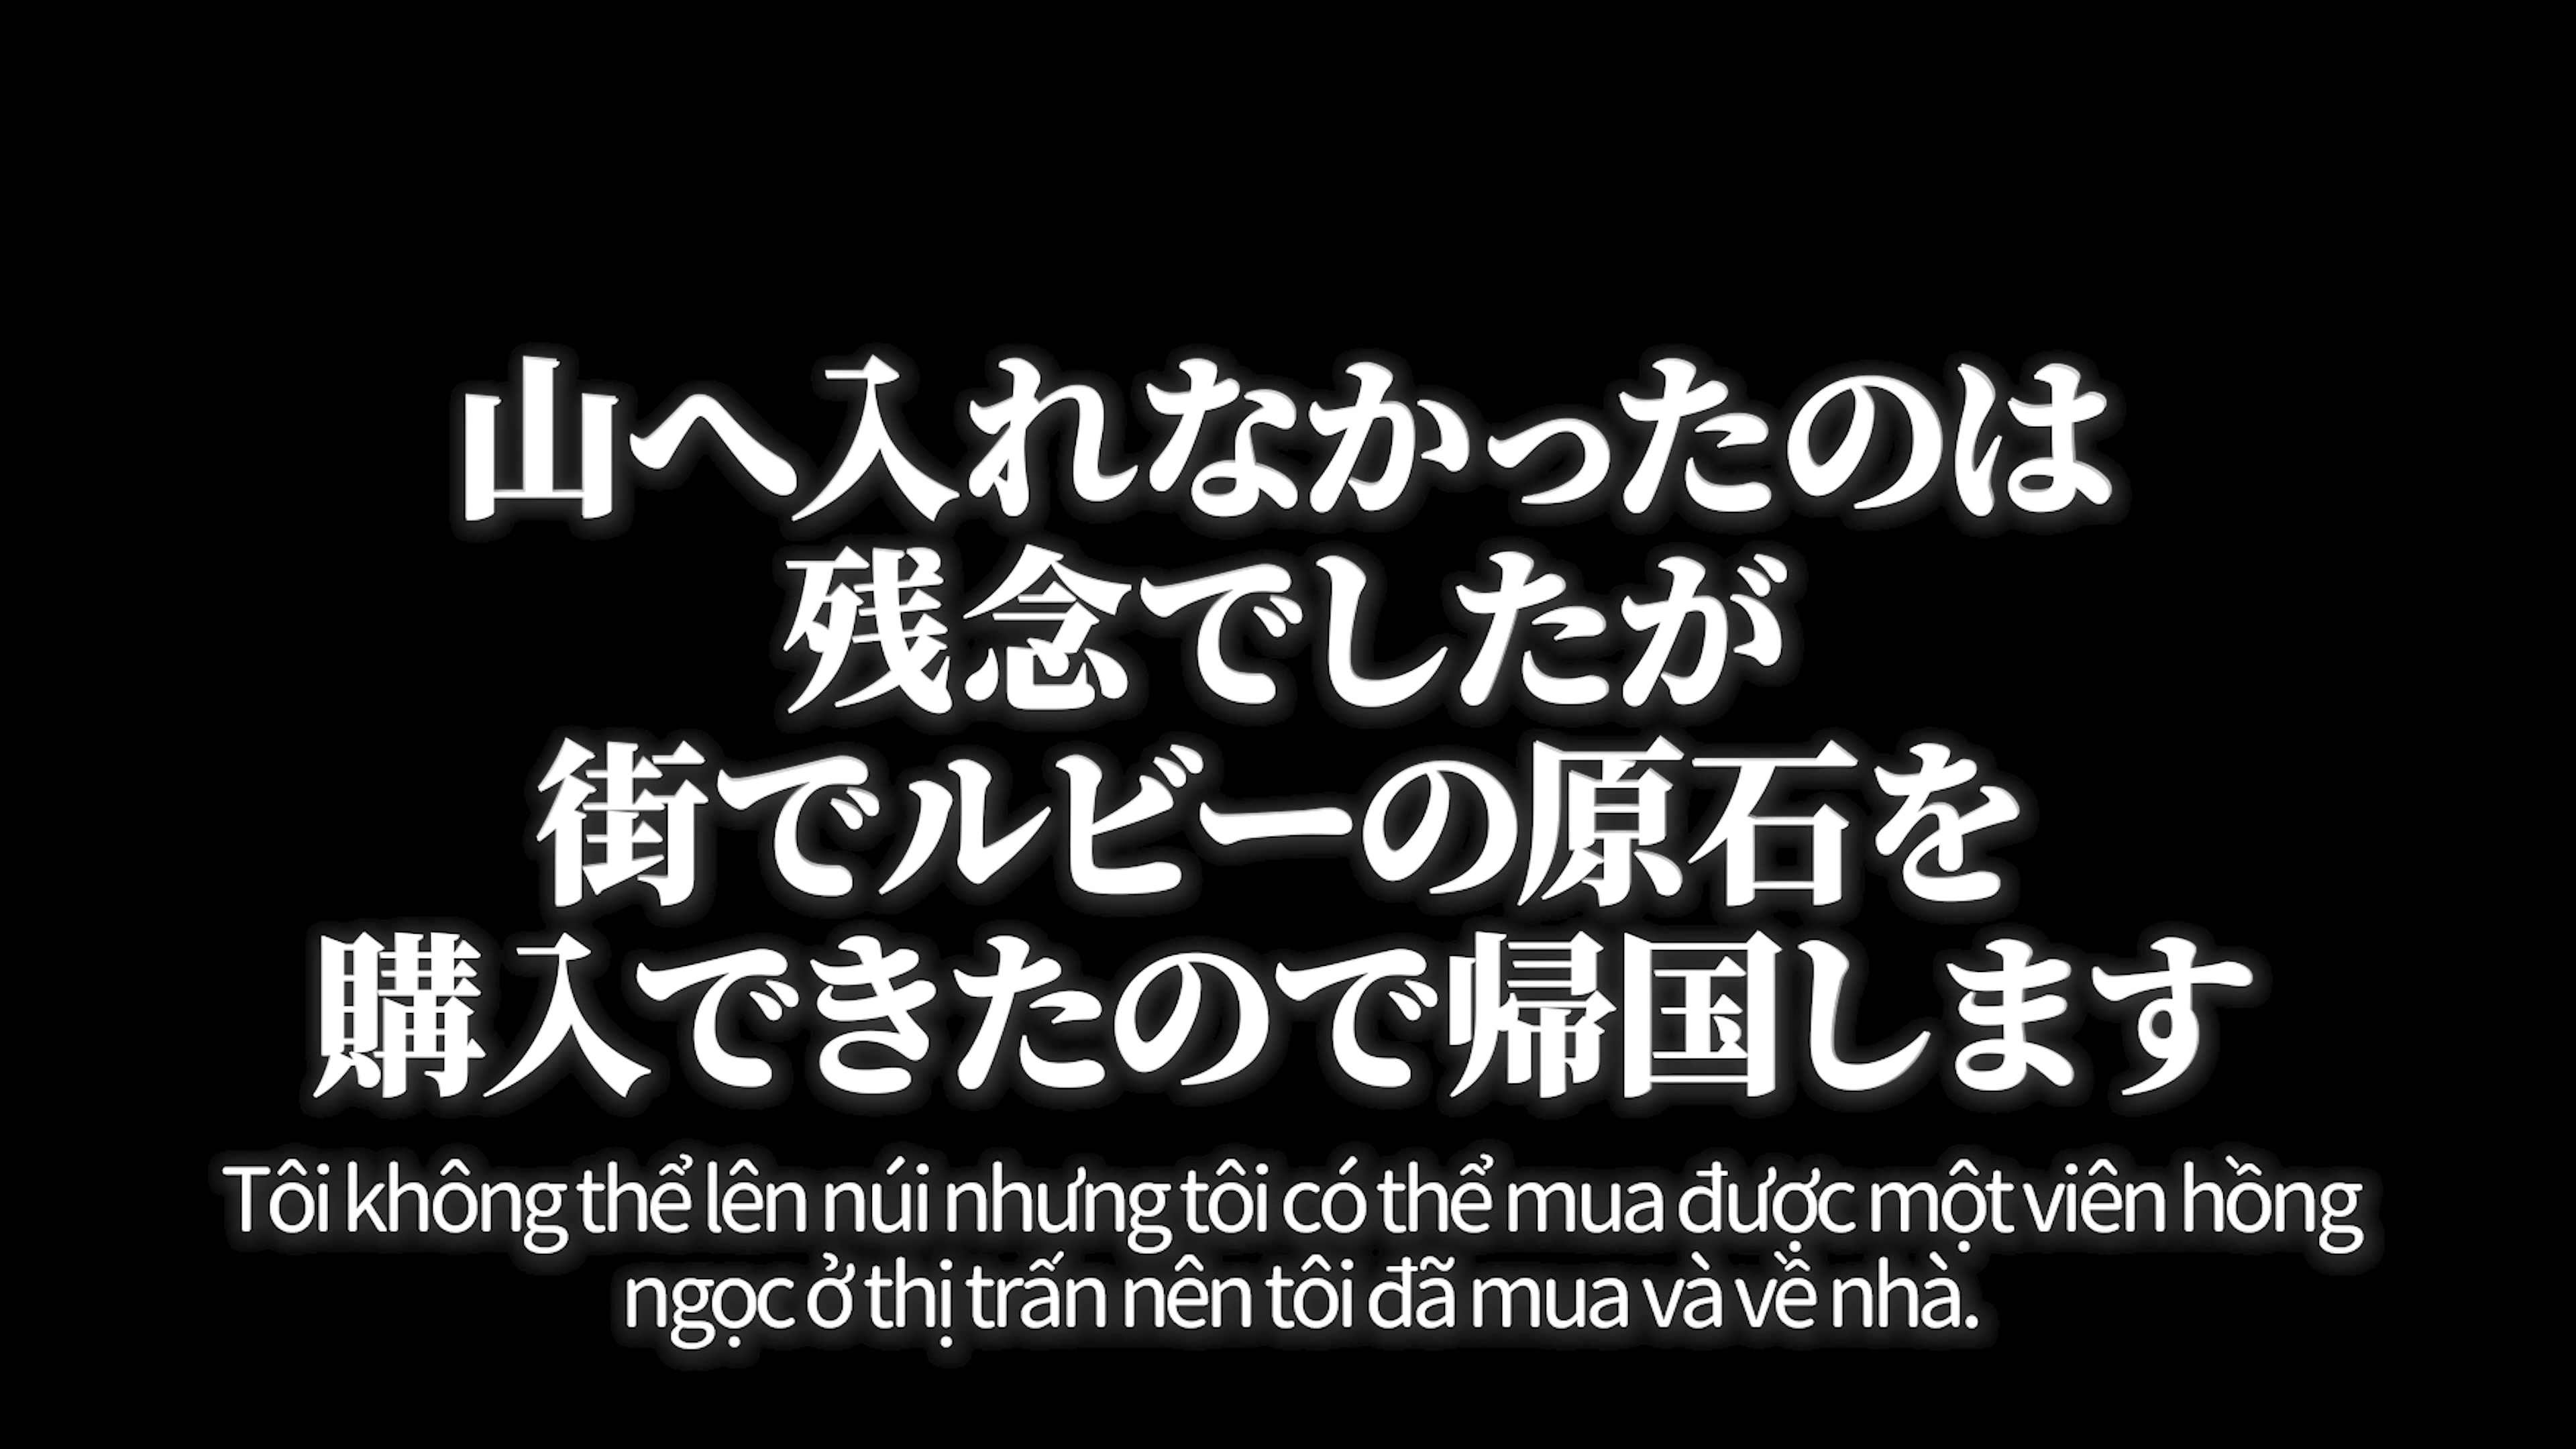 山へ入れなかったのは
残念でしたが
街でルビーの原石を
購入できたので帰国します
Tôi không thể lên núi nhưng tôi có thể mua được một viên hồng
ngọc ở thị trấn nên tôi đã mua và về nhà.